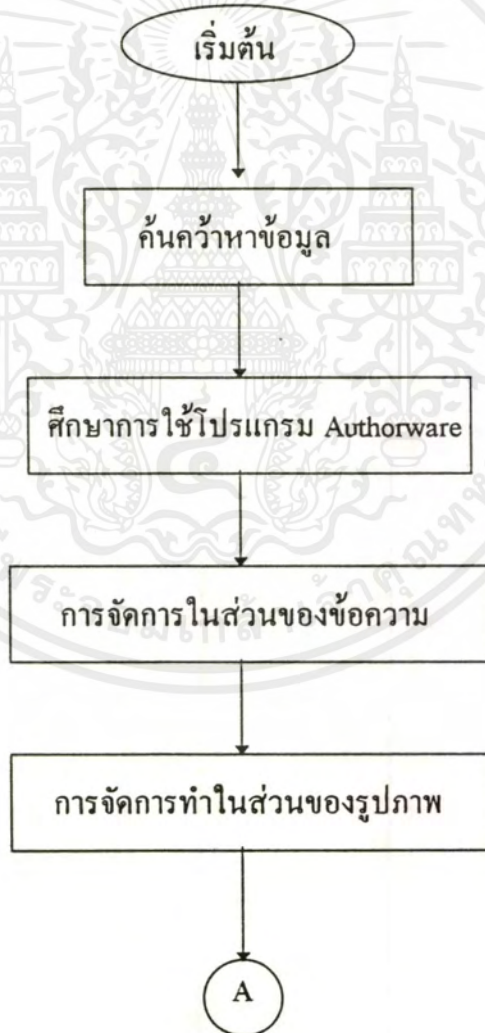 เริ่มต้น
ค้นคว้าหาข้อมูล
ศึกษาการใช้โปรแกรม Authorware
การจัดการในส่วนของข้อความ
การจัดการทำในส่วนของรูปภาพ
A